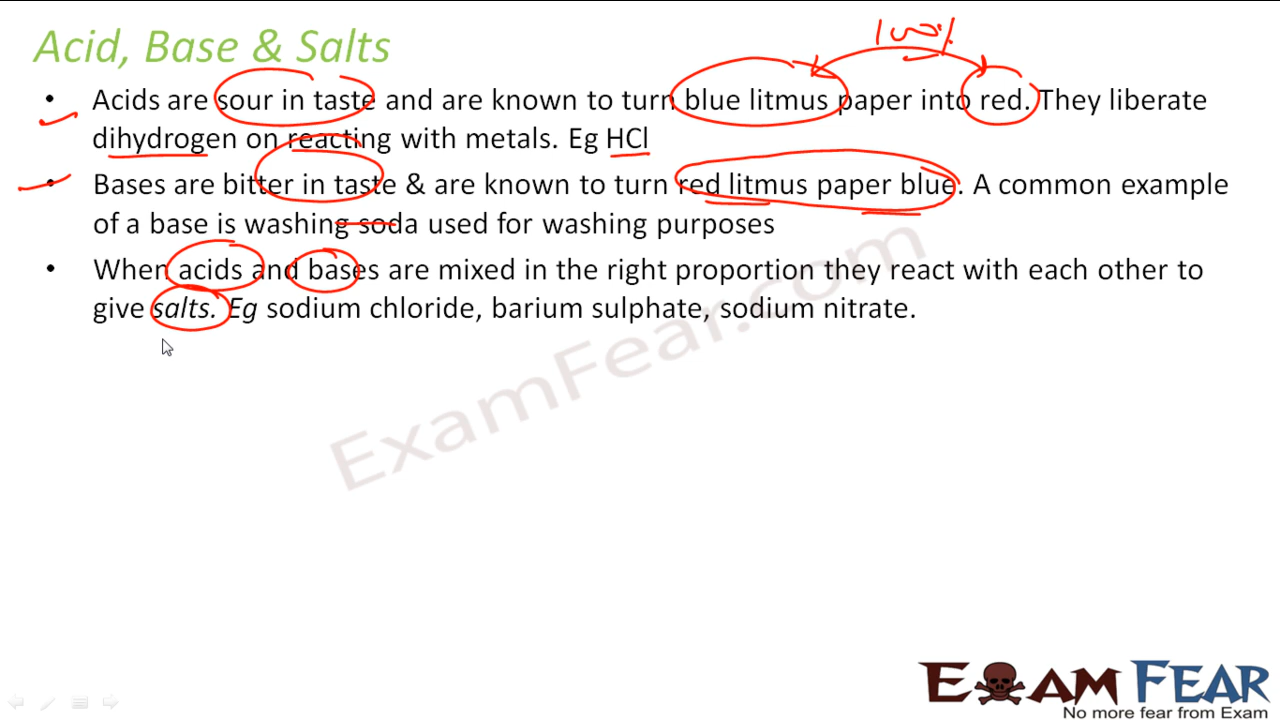 Acid, Base & Salts
100%
• Acids are sour in taste and are known to turn blue litmus paper into red. They liberate
dihydrogen on reacting with metals. Eg HCl
• Bases are bitter in taste & are known to turn red litmus paper blue. A common example
of a base is washing soda used for washing purposes
• When acids and bases are mixed in the right proportion they react with each other to
give salts. Eg sodium chloride, barium sulphate, sodium nitrate.
ExamFear.com
EXAM FEAR
No more fear from Exam